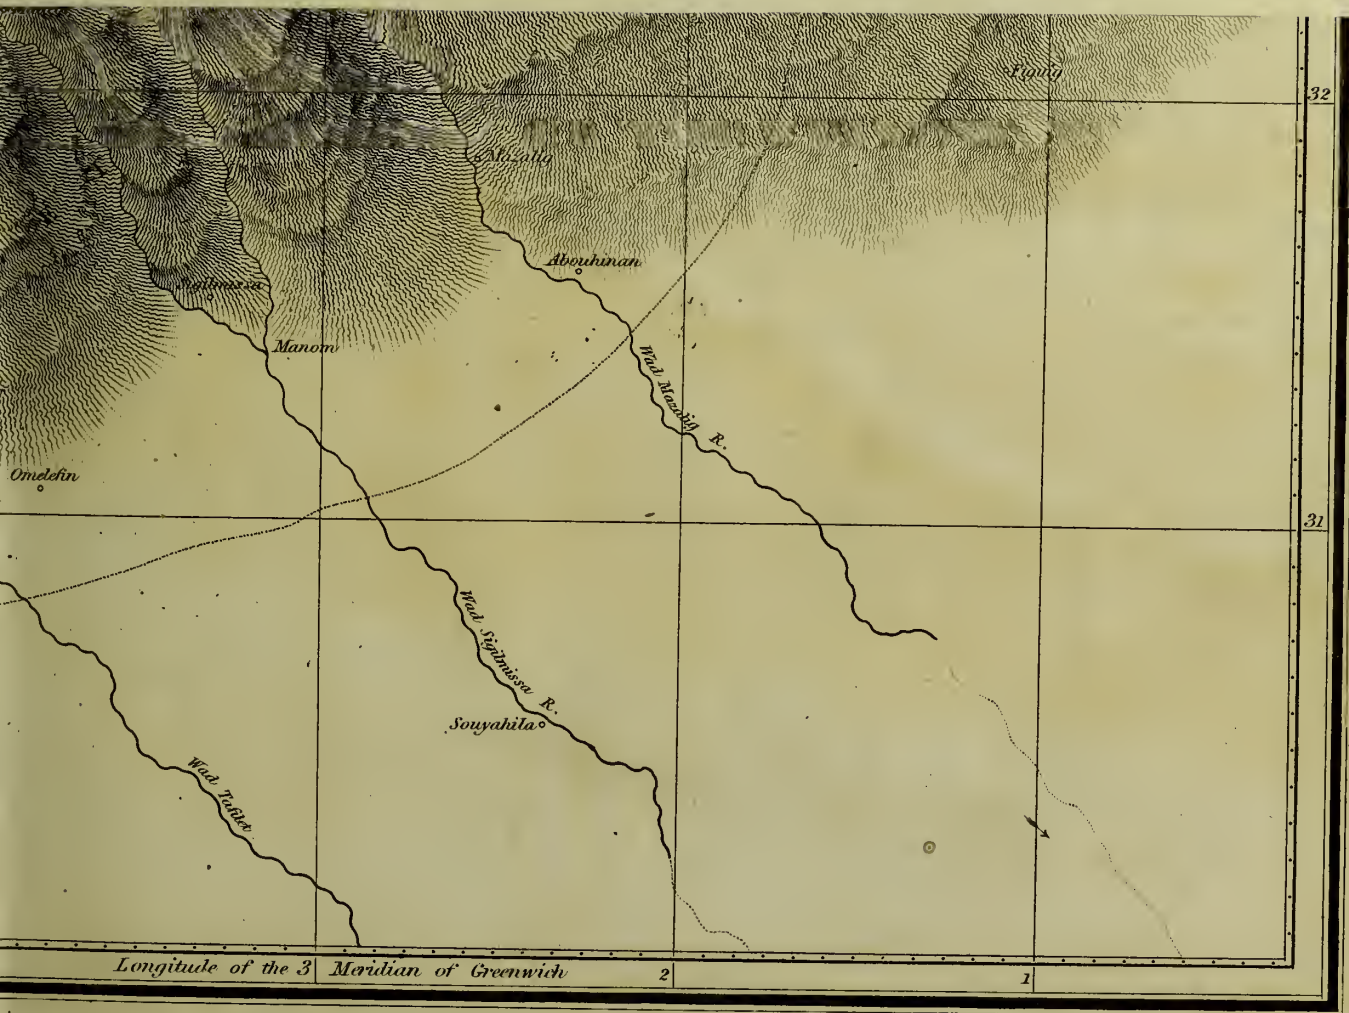 Figuig
32
Mazalig
Abouhinan
Sigilmissa
Manom
Wad Mazalig R.
Omelefin
31
Wad Sigilmissa R.
Souyahila
Wad Tafilet
Longitude of the 3 Meridian of Greenwich 2 1